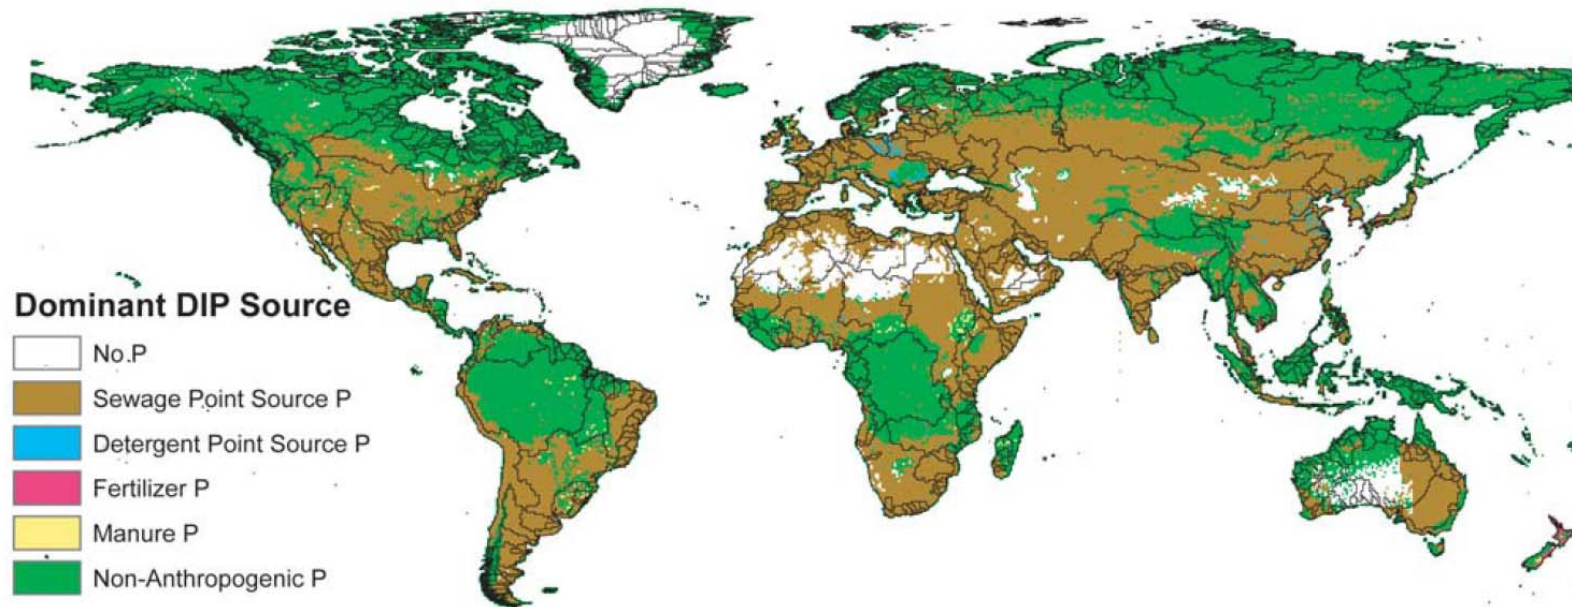 Dominant DIP Source
No P
Sewage Point Source P
Detergent Point Source P
Fertilizer P
Manure P
Non-Anthropogenic P